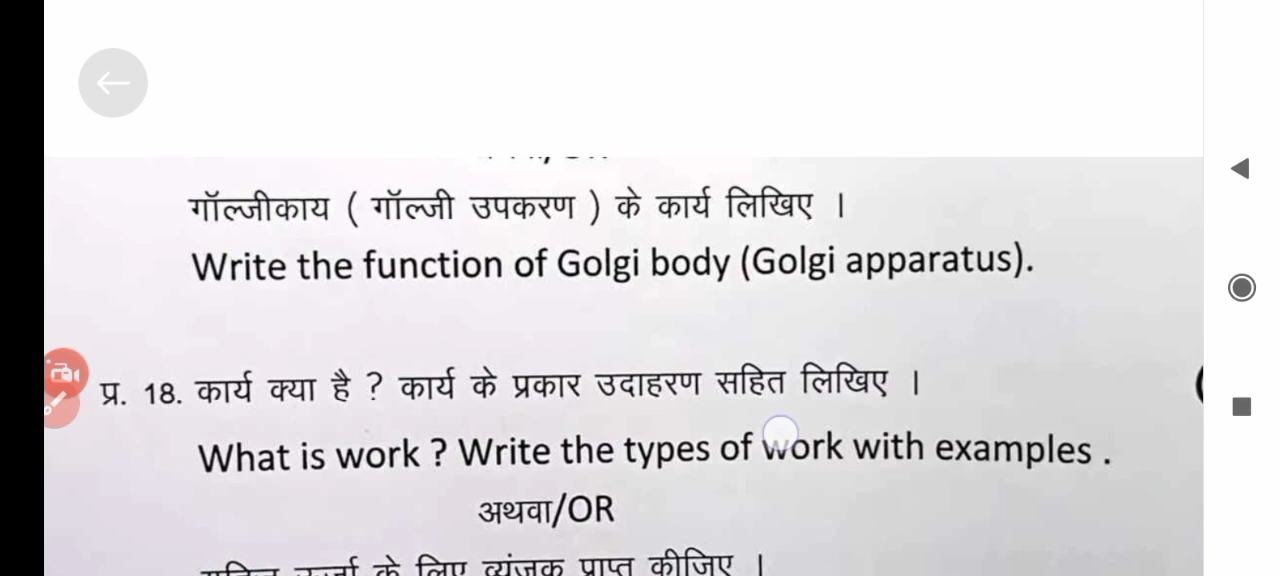 गॉल्जीकाय ( गॉल्जी उपकरण ) के कार्य लिखिए ।
Write the function of Golgi body (Golgi apparatus).
प्र. 18. कार्य क्या है ? कार्य के प्रकार उदाहरण सहित लिखिए ।
What is work ? Write the types of work with examples .
अथवा/OR
के लिए व्यंजक प्राप्त कीजिए ।